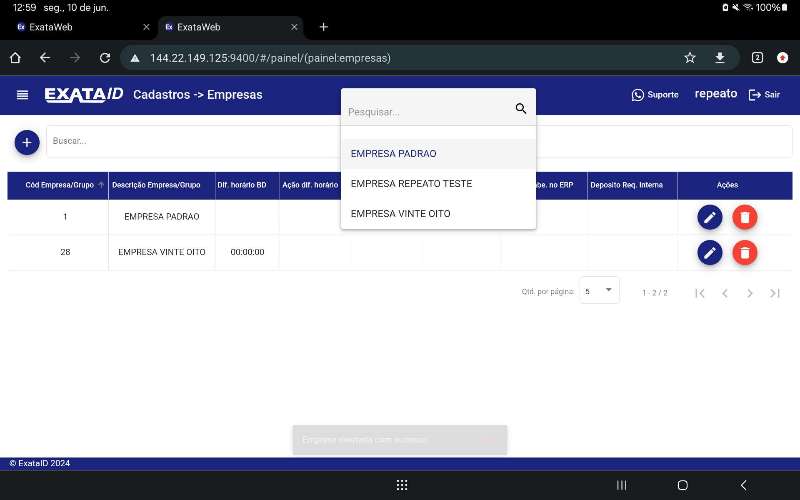 12:59 seg., 10 de jun. 100%
ExataWeb ExataWeb
144.22.149.125:9400/#/painel/(painel:empresas) 2
EXATAID Cadastros -> Empresas Suporte repeato Sair
Pesquisar...
Buscar...
EMPRESA PADRAO
EMPRESA REPEATO TESTE
EMPRESA VINTE OITO
Cód Empresa/Grupo Descrição Empresa/Grupo Dif. horário BD Ação dif. horário no ERP Deposito Req. Interna Ações
1 EMPRESA PADRAO
28 EMPRESA VINTE OITO 00:00:00
Qtd. por página: 5 1 - 2 / 2
© ExataID 2024